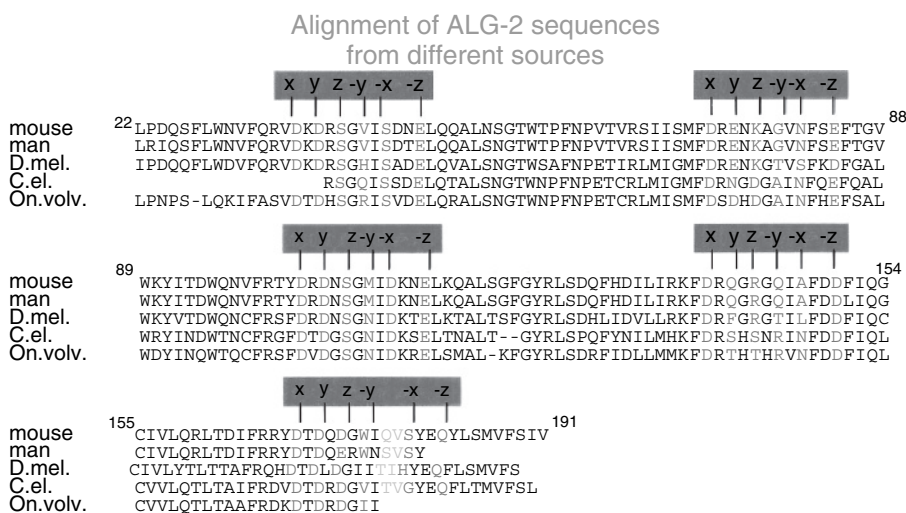 Alignment of ALG-2 sequences
from different sources
x y z -y -x -z x y z -y -x -z
mouse 22 LPDQSFLWNVFQRVDKDRSGVISDNELQQALSNGTWTPFNPVTVRSIISMFDRENKAGVNFSEFTGV 88
man LRIQSFLWNVFQRVDKDRSGVISDTELQQALSNGTWTPFNPVTVRSIISMFDRENKAGVNFSEFTGV
D.mel. IPDQQFLWDVFQRVDKDRSGHISADELQVALSNGTWSAFNPETIRLMIGMFDRENKGTVSFKDFGAL
C.el. RSGQISSDELQTALSNGTWNPFNPETCRLMIGMFDRNGDGAINFQEFQAL
On.volv. LPNPS-LQKIFASVDTDHSGRISVDELQRALSNGTWNPFNPETCRLMISMFDSDHDGAINFHEFSAL
x y z -y -x -z x y z -y -x -z
89 154
mouse WKYITDWQNVFRTYDRDNSGMIDKNELKQALSGFGYRLSDQFHDILIRKFDRQGRGQIAFDDFIQG
man WKYITDWQNVFRTYDRDNSGMIDKNELKQALSGFGYRLSDQFHDILIRKFDRQGRGQIAFDDLIQG
D.mel. WKYVTDWQNCFRSFDRDNSGNIDKTELKTALTSFGYRLSDHLIDVLLRKFDRFGRGTILFDDFIQC
C.el. WRYINDWTNCFRGFDTDGSGNIDKSELTNALT--GYRLSPQFYNILMHKFDRSHSNRINFDDFIQL
On.volv. WDYINQWTQCFRSFDVDGSGNIDKRELSMAL-KFGYRLSDRFIDLLMMKFDRTHTHRVNFDDFIQL
x y z -y -x -z
155 191
mouse CIVLQRLTDIFRRYDTDQDGWIQVSYEQYLSMVFSIV
man CIVLQRLTDIFRRYDTDQERWNSVSY
D.mel. CIVLYTLTTAFRQHDTDLDGIITIHYEQFLSMVFS
C.el. CVVLQTLTAIFRDVDTDRDGVITVGYEQFLTMVFSL
On.volv. CVVLQTLTAAFRDKDTDRDGII